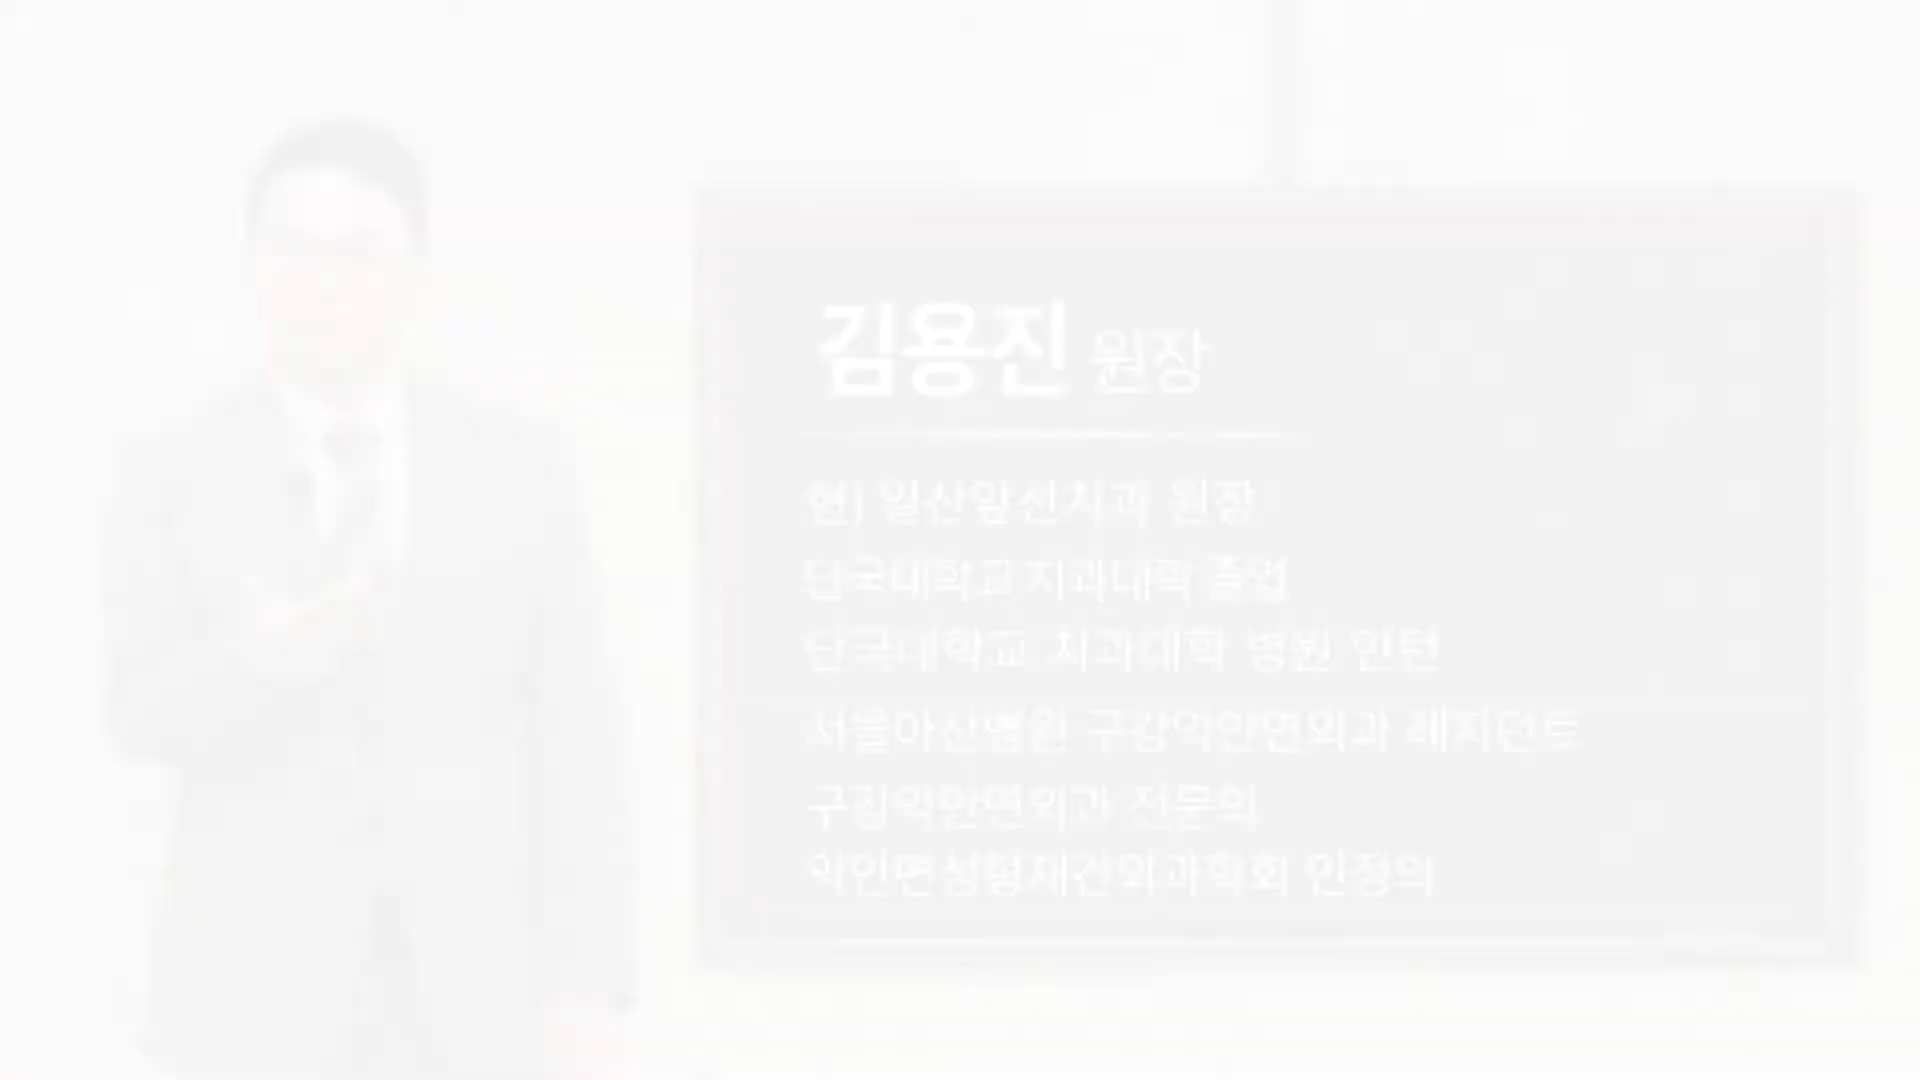 김용진 원장
현) 일산앞선치과 원장
단국대학교 치과대학 졸업
단국대학교 치과대학 병원 인턴
서울아산병원 구강악안면외과 레지던트
구강악안면외과 전문의
악안면성형재건외과학회 인정의